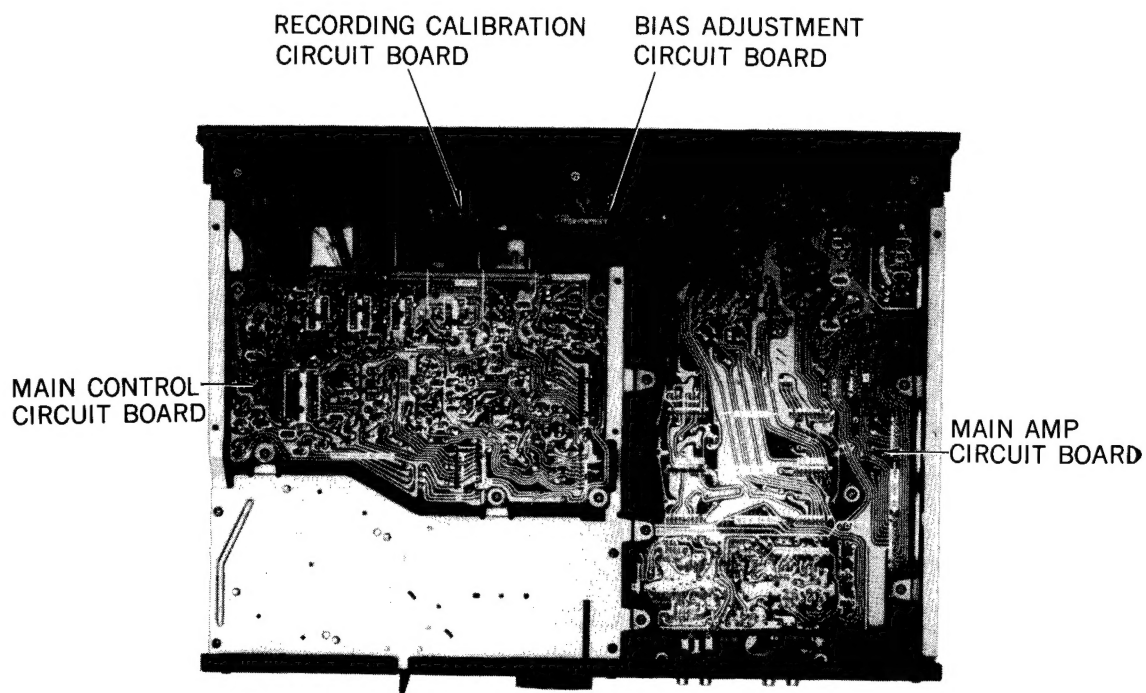 RECORDING CALIBRATION
CIRCUIT BOARD
BIAS ADJUSTMENT
CIRCUIT BOARD
MAIN CONTROL
CIRCUIT BOARD
MAIN AMP
CIRCUIT BOARD